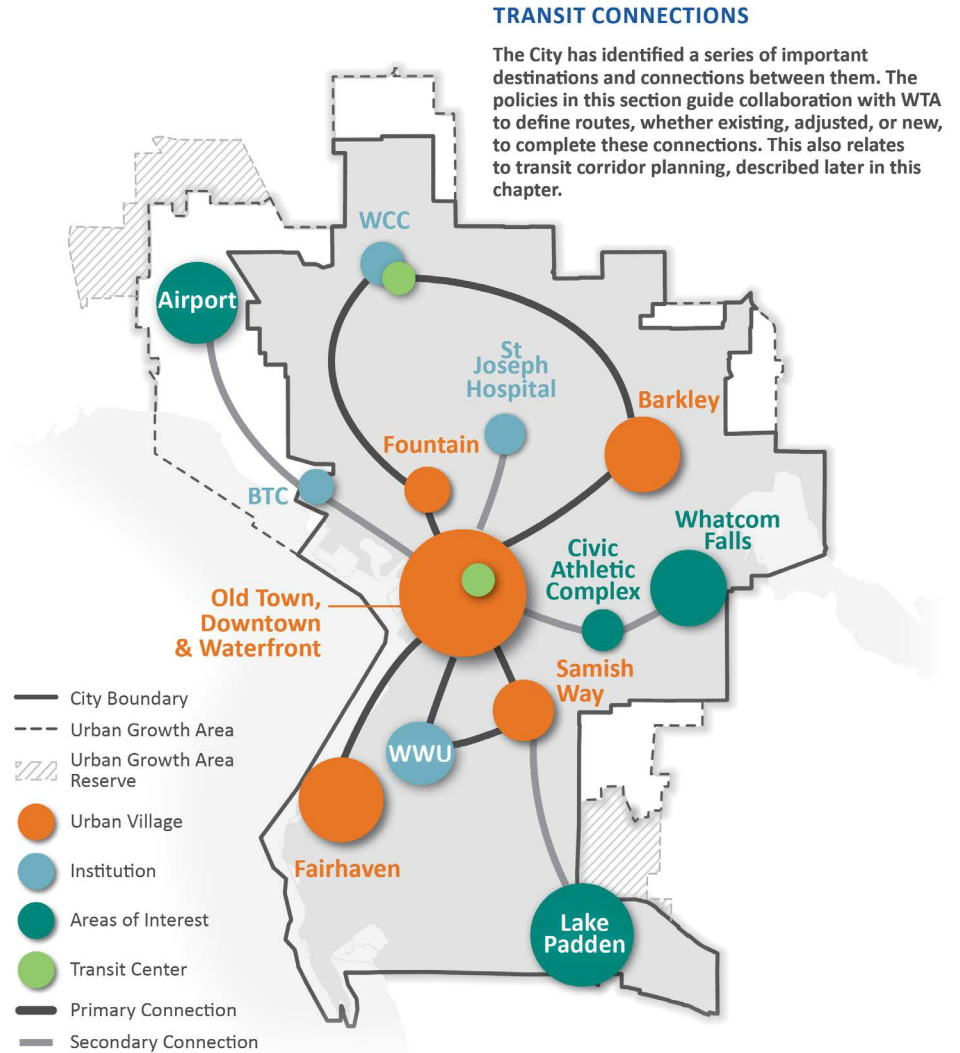 TRANSIT CONNECTIONS
The City has identified a series of important
destinations and connections between them. The
policies in this section guide collaboration with WTA
to define routes, whether existing, adjusted, or new,
to complete these connections. This also relates
to transit corridor planning, described later in this
chapter.
WCC
Airport
St
Joseph
Hospital
Barkley
Fountain
BTC
Whatcom
Falls
Civic
Athletic
Complex
Old Town,
Downtown
& Waterfront
Samish
Way
WWU
Fairhaven
Lake
Padden
City Boundary
Urban Growth Area
Urban Growth Area
Reserve
Urban Village
Institution
Areas of Interest
Transit Center
Primary Connection
Secondary Connection